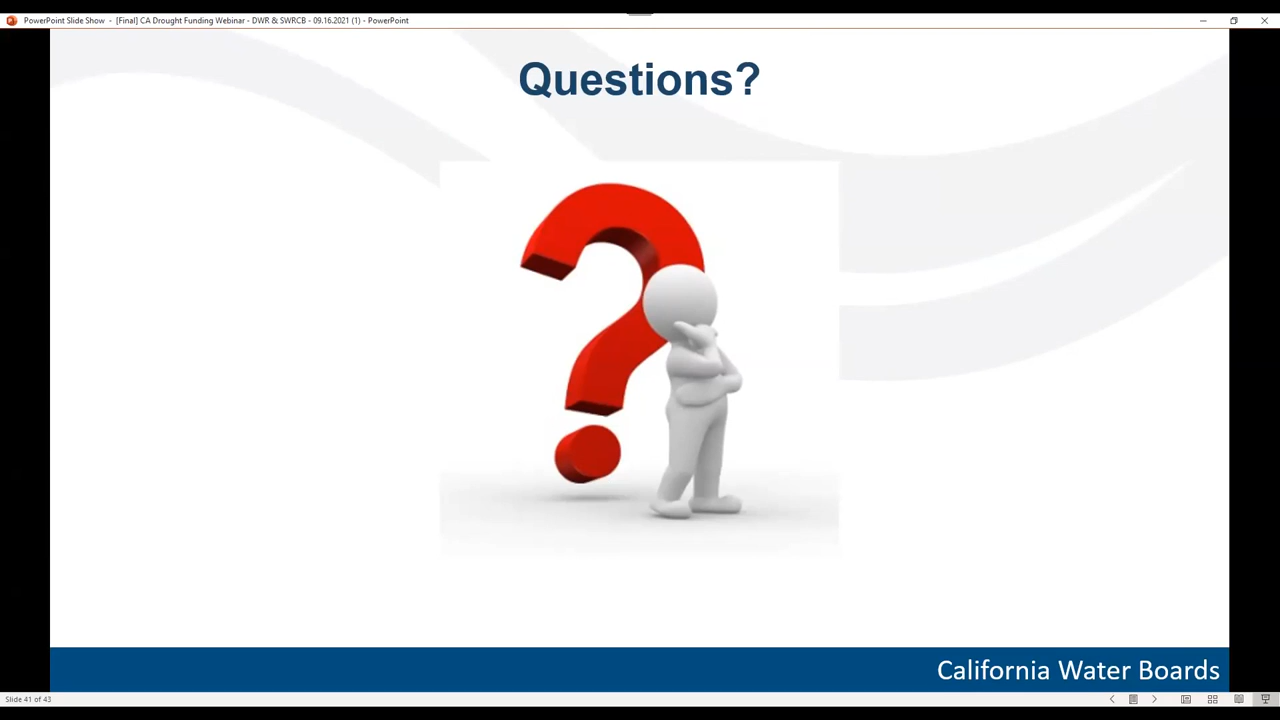 PowerPoint Slide Show - [Final] CA Drought Funding Webinar - DWR & SWRCB - 09.16.2021 (1) - PowerPoint
Questions?
California Water Boards
Slide 41 of 43